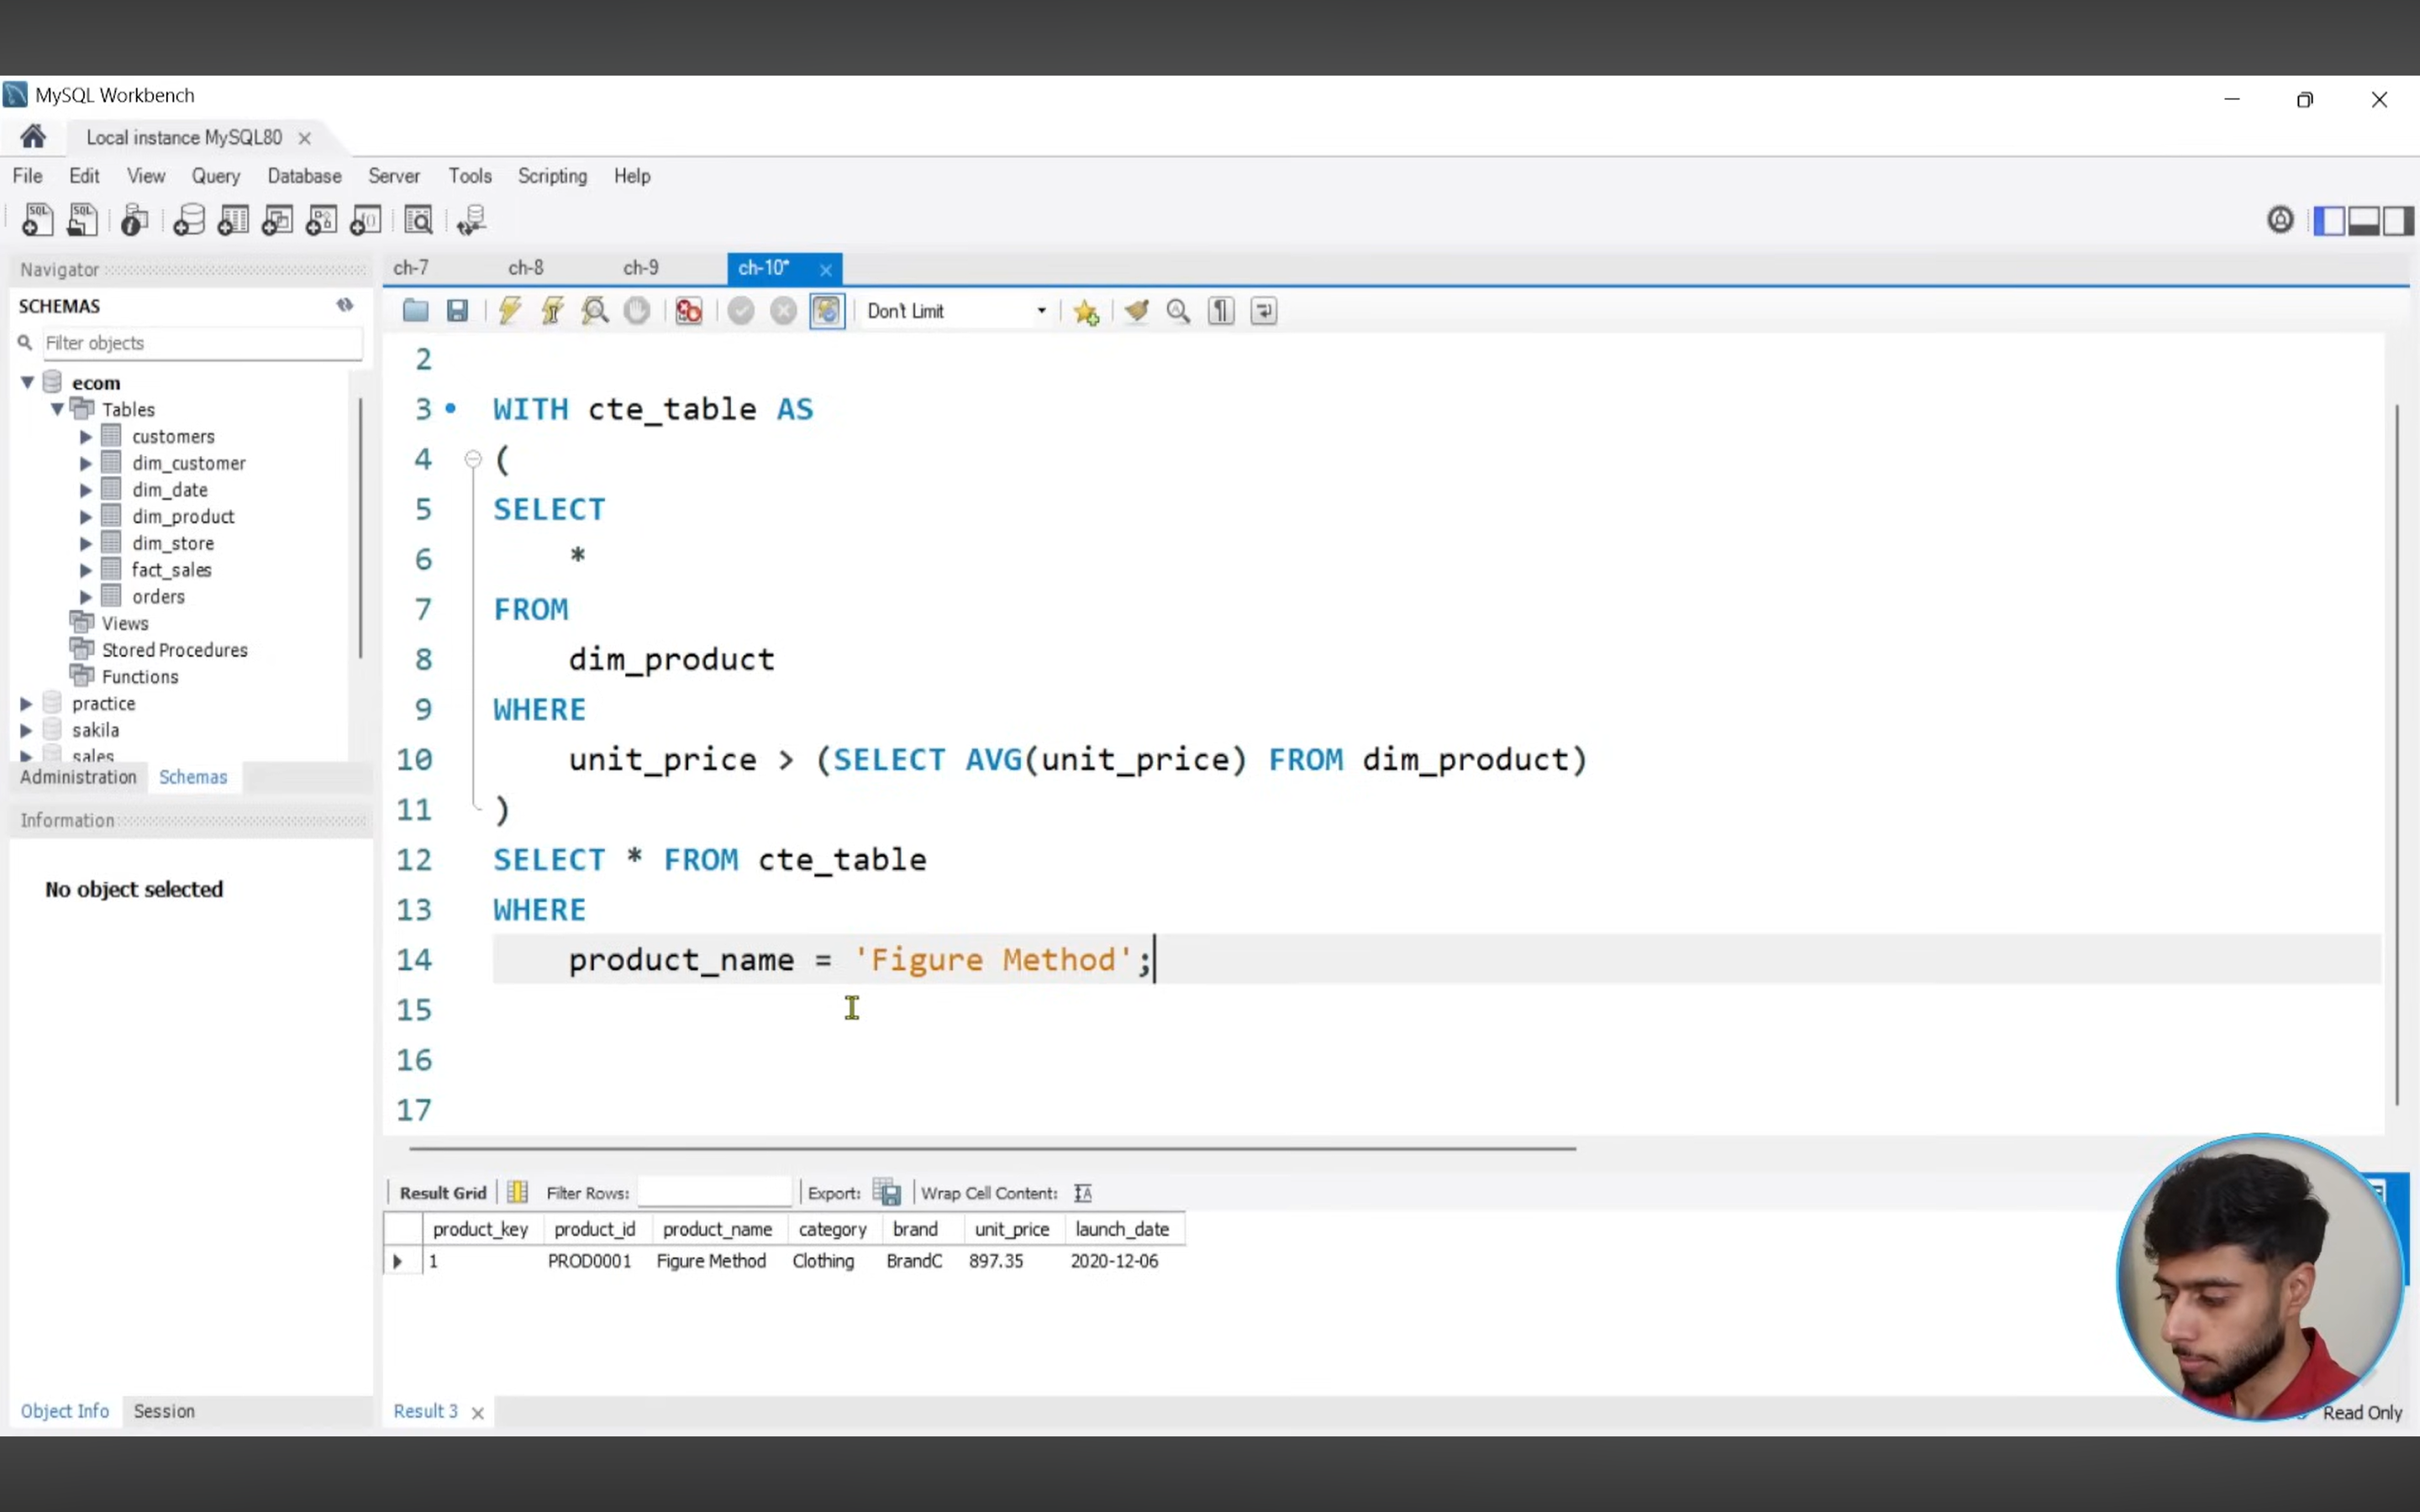 MySQL Workbench
Local instance MySQL80
File Edit View Query Database Server Tools Scripting Help
Navigator
SCHEMAS
Filter objects
ecom
Tables
customers
dim_customer
dim_date
dim_product
dim_store
fact_sales
orders
Views
Stored Procedures
Functions
practice
sakila
sales
Administration Schemas
Information
No object selected
Object Info Session
ch-7 ch-8 ch-9 ch-10*
Don't Limit
2
3 WITH cte_table AS
4 (
5 SELECT
6 *
7 FROM
8 dim_product
9 WHERE
10 unit_price > (SELECT AVG(unit_price) FROM dim_product)
11 )
12 SELECT * FROM cte_table
13 WHERE
14 product_name = 'Figure Method';
15
16
17
Result Grid Filter Rows: Export: Wrap Cell Content:
product_key product_id product_name category brand unit_price launch_date
1 PROD0001 Figure Method Clothing BrandC 897.35 2020-12-06
Result 3
Read Only